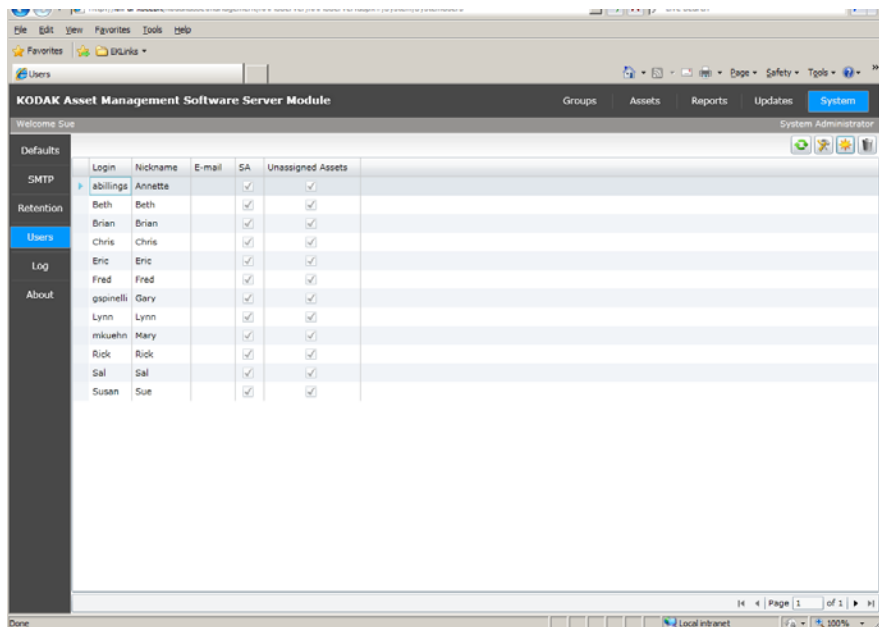 File Edit View Favorites Tools Help
Favorites EKLinks
Users Page Safety Tools
KODAK Asset Management Software Server Module Groups Assets Reports Updates System
Welcome Sue System Administrator
Defaults
SMTP
Retention
Users
Log
About
Login Nickname E-mail SA Unassigned Assets
abillings Annette
Beth Beth
Brian Brian
Chris Chris
Eric Eric
Fred Fred
gspinelli Gary
Lynn Lynn
mkuehn Mary
Rick Rick
Sal Sal
Susan Sue
Page 1 of 1
Done Local intranet 100%